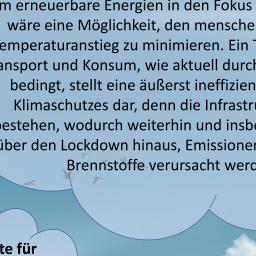 m erneuerbare Energien in den Fokus
wäre eine Möglichkeit, den mensche
emperaturanstieg zu minimieren. Ein T
ansport und Konsum, wie aktuell durch
bedingt, stellt eine äußerst ineffizien
Klimaschutzes dar, denn die Infrastru
bestehen, wodurch weiterhin und insbe
über den Lockdown hinaus, Emissione
Brennstoffe verursacht werd
te für